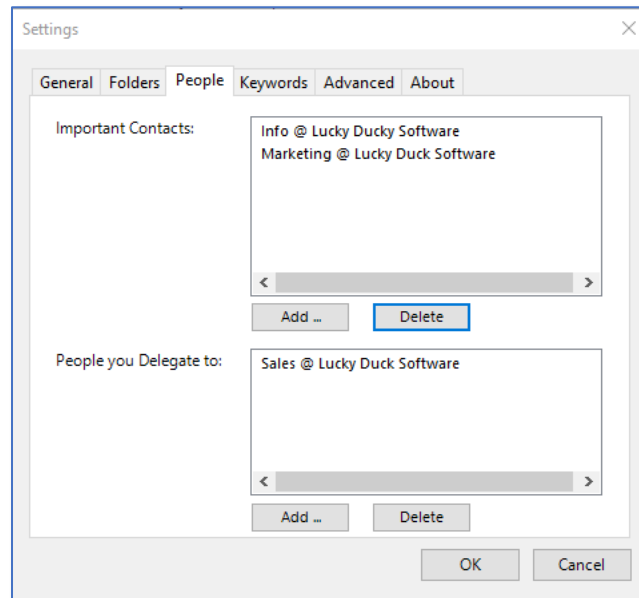 Settings
General Folders People Keywords Advanced About
Important Contacts:
Info @ Lucky Ducky Software
Marketing @ Lucky Duck Software
Add ... Delete
People you Delegate to:
Sales @ Lucky Duck Software
Add ... Delete
OK Cancel